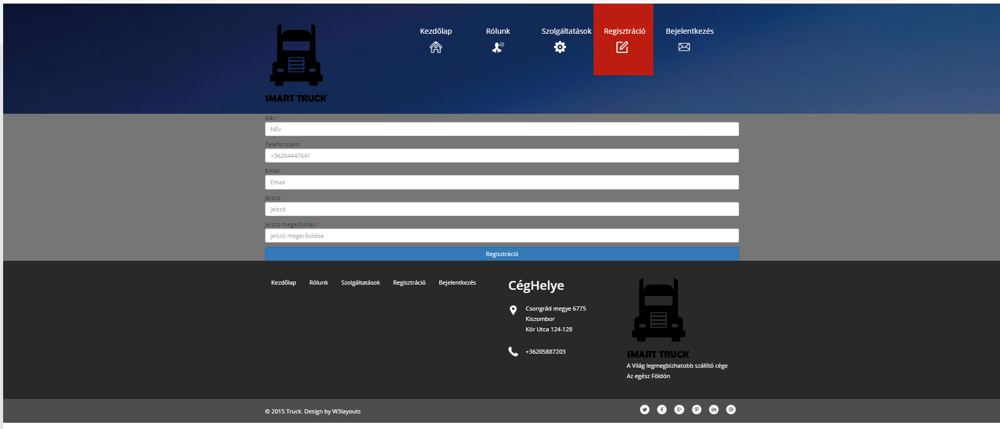 Kezdőlap
Rólunk
Szolgáltatások
Regisztráció
Bejelentkezés
SMART TRUCK
Név *
NÉv
Telefonszám
+36204447641
Email *
Email
Jelszó *
jelszó
Jelszó megerősítés *
jelszó megerősítése
Regisztráció
Kezdőlap
Rólunk
Szolgáltatások
Regisztráció
Bejelentkezés
CégHelye
Csongrád megye 6775
Kiszombor
Kör Utca 124-128
+36205887203
SMART TRUCK
A Világ legmegbizhatobb szállító cége
Az egész Földön
© 2015 Truck. Design by W3layouts